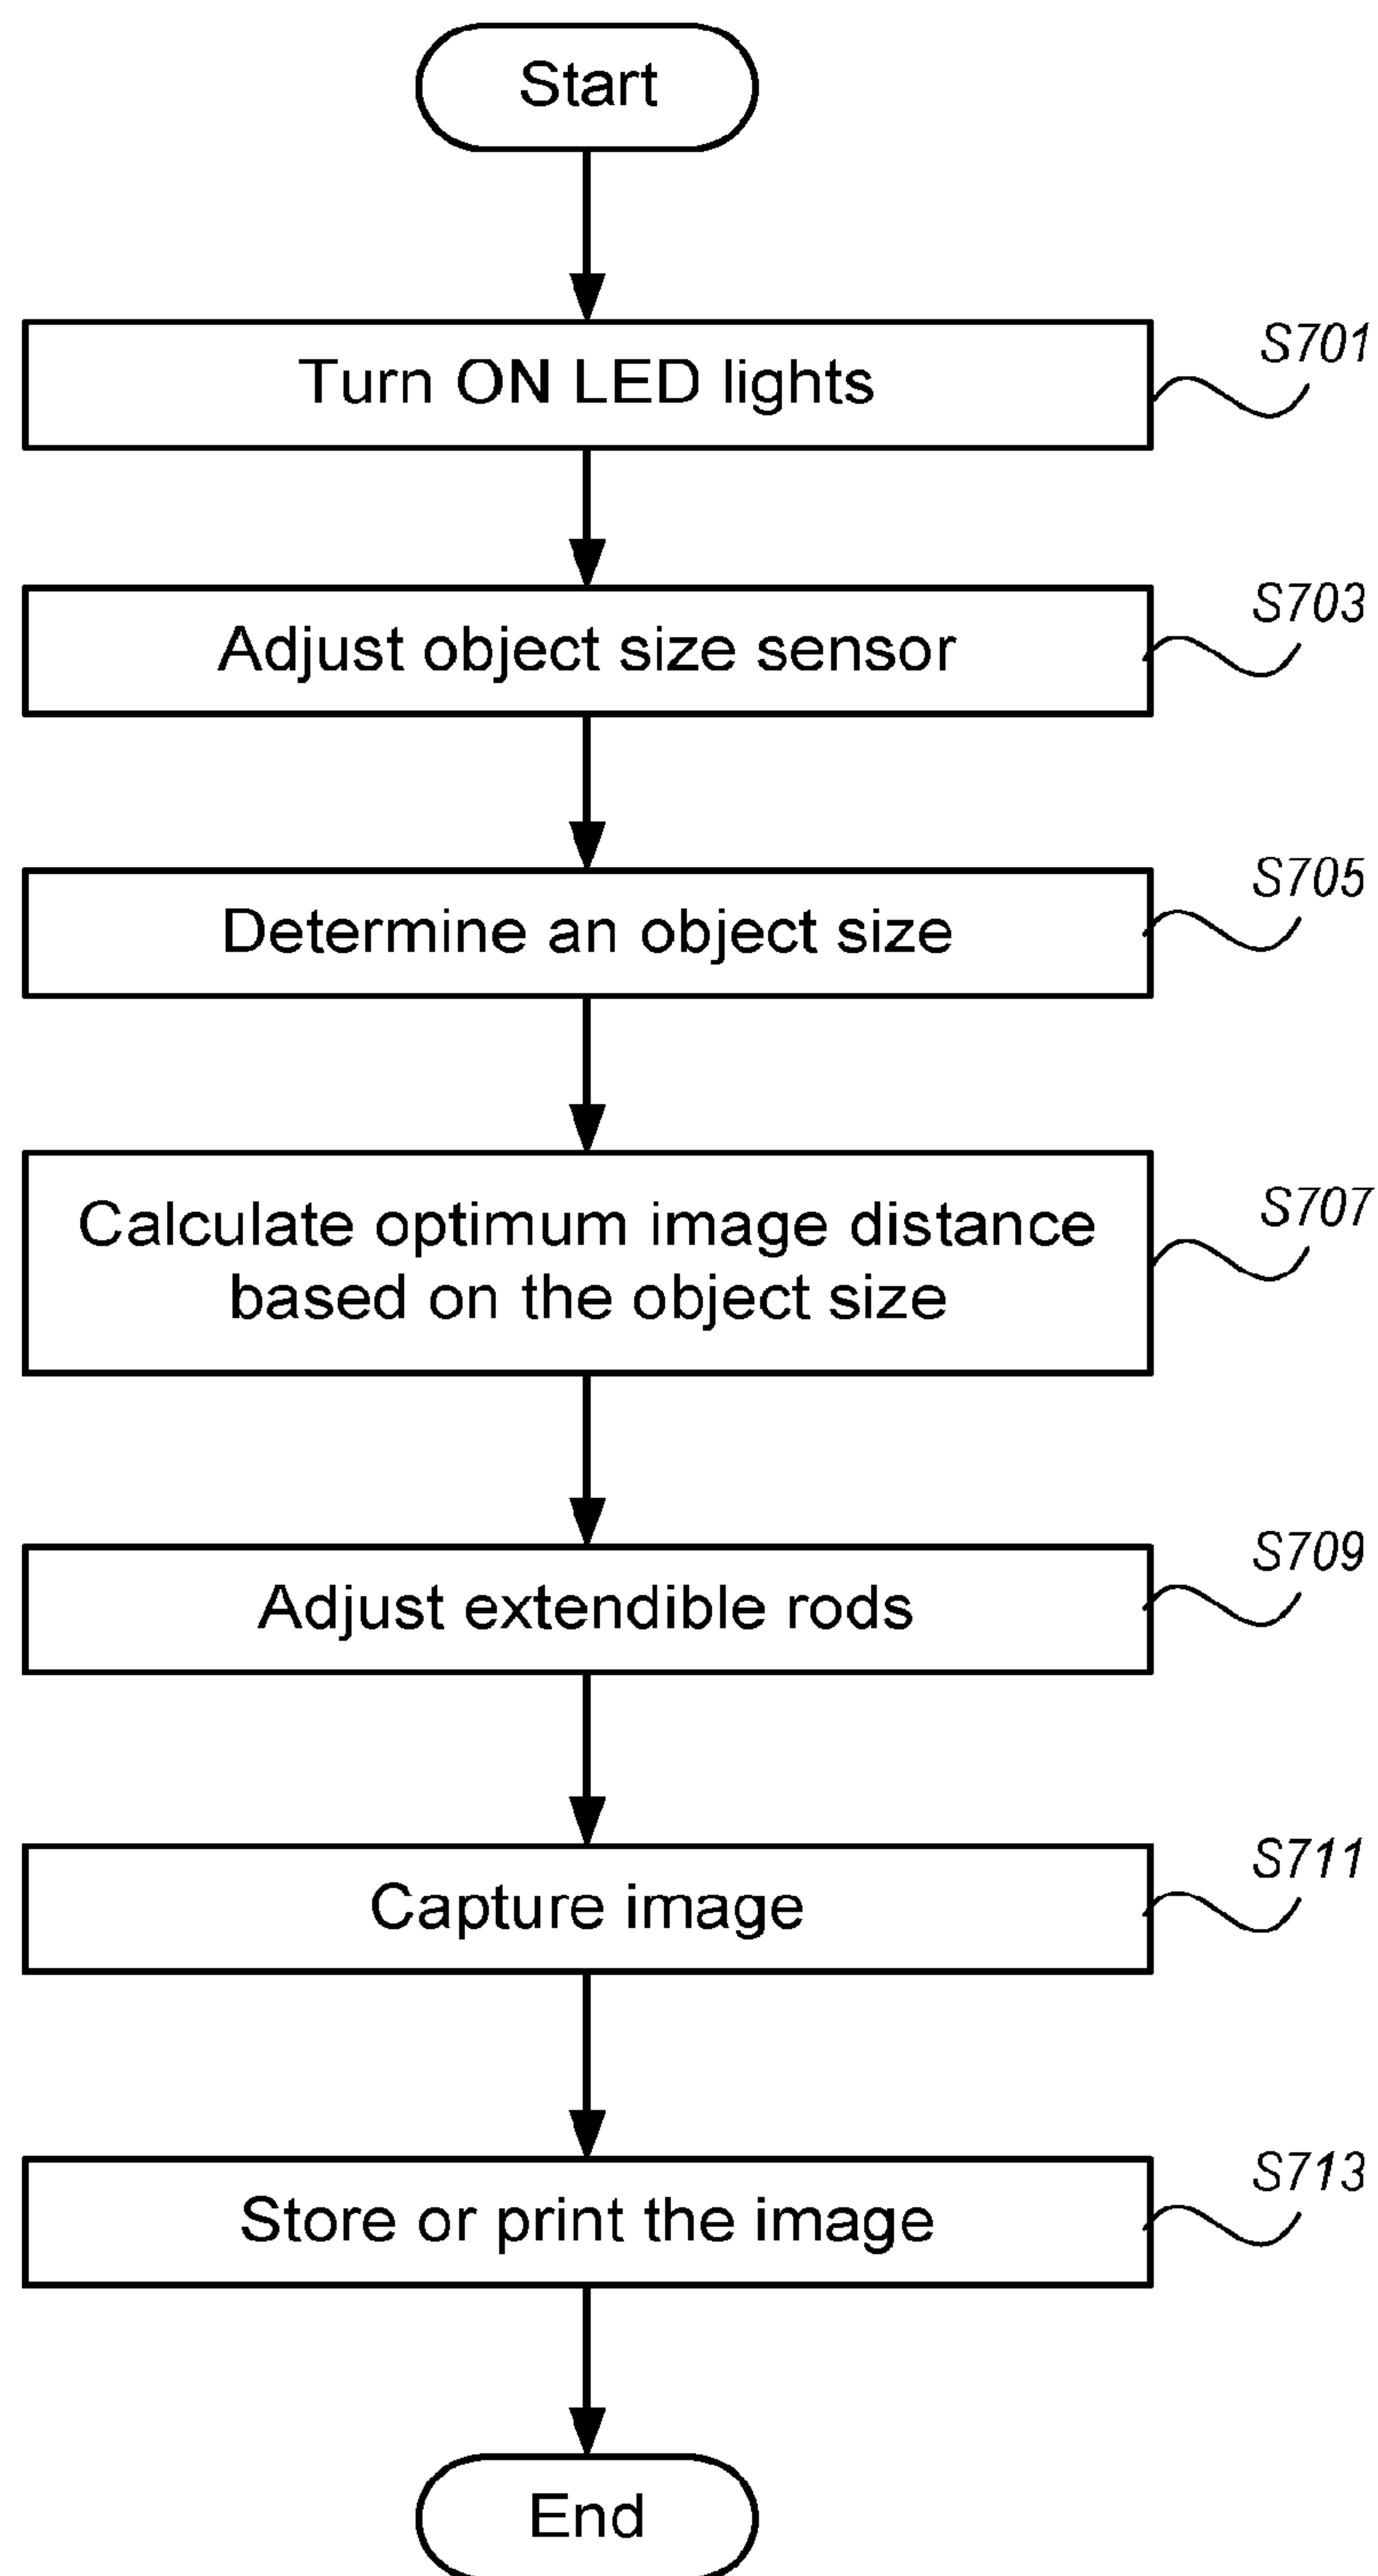 Start
Turn ON LED lights
S701
Adjust object size sensor
S703
Determine an object size
S705
Calculate optimum image distance
based on the object size
S707
Adjust extendible rods
S709
Capture image
S711
Store or print the image
S713
End